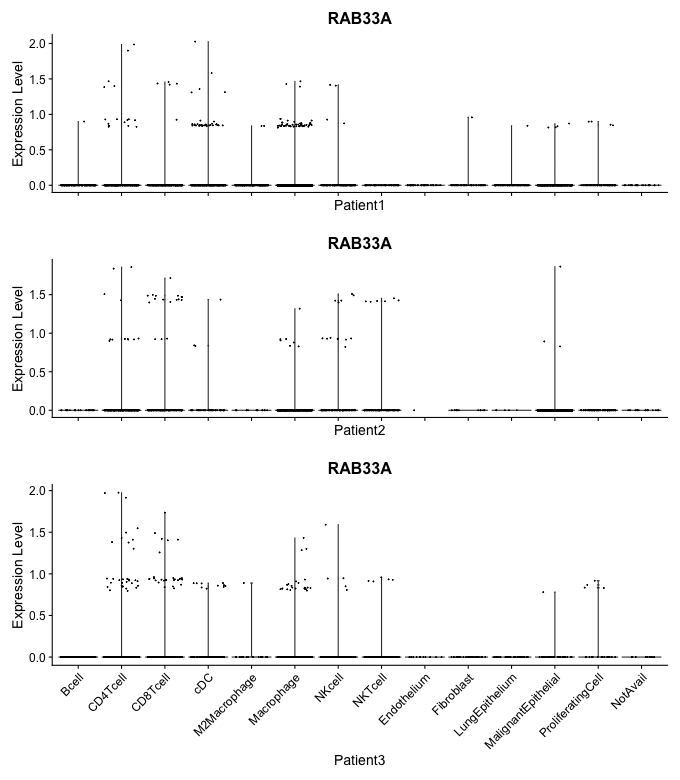 RAB33A
Expression Level
2.0
1.5
1.0
0.5
0.0
Patient1
RAB33A
Expression Level
1.5
1.0
0.5
0.0
Patient2
RAB33A
Expression Level
2.0
1.5
1.0
0.5
0.0
Bcell
CD4Tcell
CD8Tcell
cDC
M2Macrophage
Macrophage
NKcell
NKTcell
Endothelium
Fibroblast
LungEpithelium
MalignantEpithelial
ProliferatingCell
NotAvail
Patient3